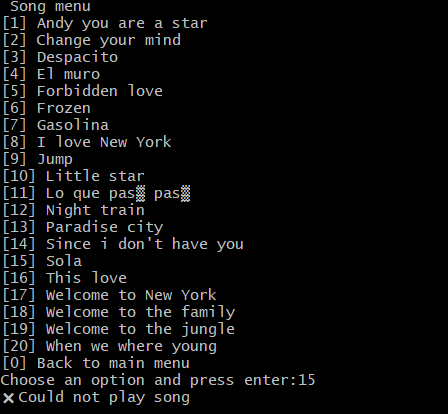 Song menu
[1] Andy you are a star
[2] Change your mind
[3] Despacito
[4] El muro
[5] Forbidden love
[6] Frozen
[7] Gasolina
[8] I love New York
[9] Jump
[10] Little star
[11] Lo que pas▒ pas▒
[12] Night train
[13] Paradise city
[14] Since i don't have you
[15] Sola
[16] This love
[17] Welcome to New York
[18] Welcome to the family
[19] Welcome to the jungle
[20] When we where young
[0] Back to main menu
Choose an option and press enter:15
❌Could not play song